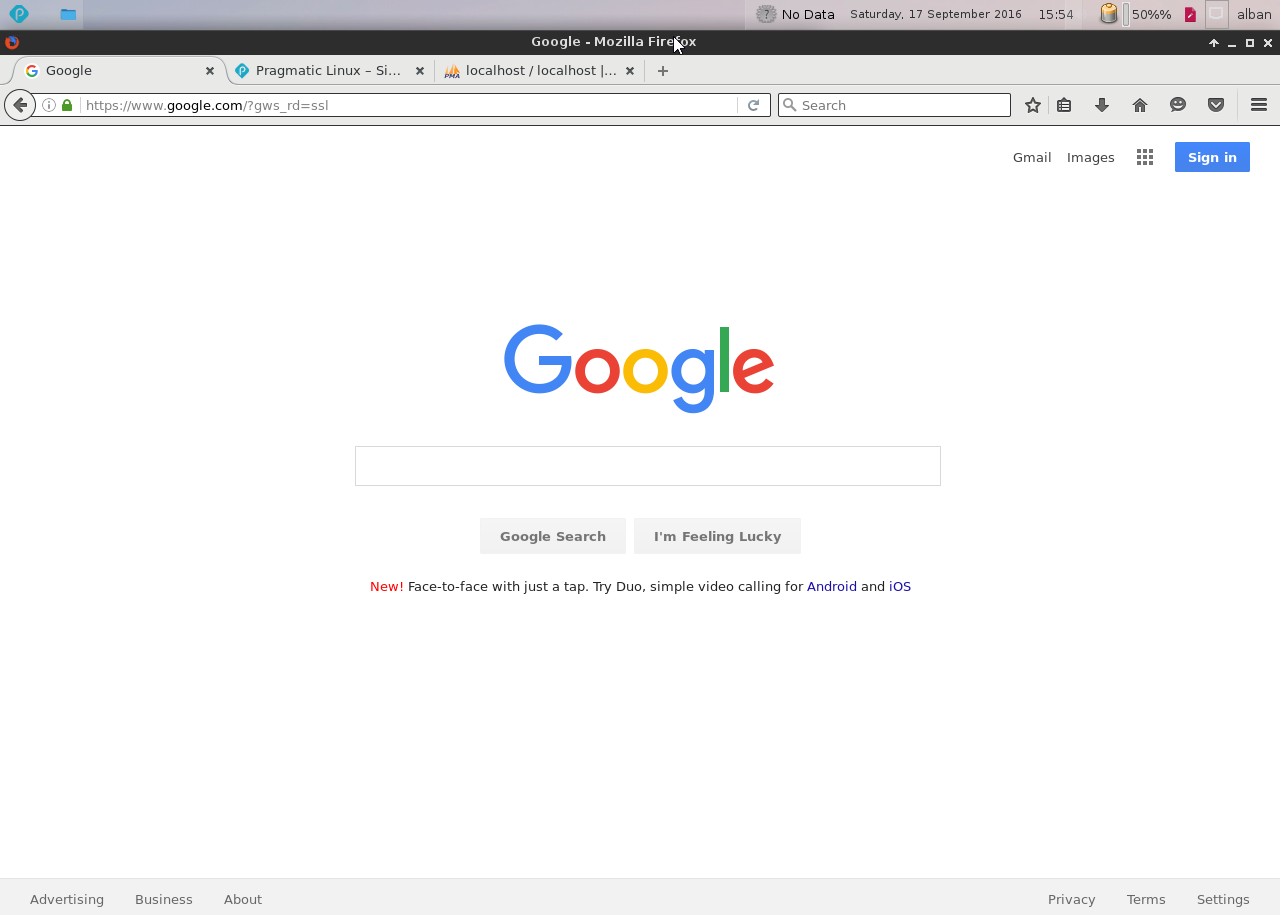 No Data Saturday, 17 September 2016 15:54 50%% alban
Google - Mozilla Firefox
Google Pragmatic Linux – Si... PMA localhost / localhost |...
https://www.google.com/?gws_rd=ssl Search
Gmail Images Sign in
Google
Google Search I'm Feeling Lucky
New! Face-to-face with just a tap. Try Duo, simple video calling for Android and iOS
Advertising Business About Privacy Terms Settings